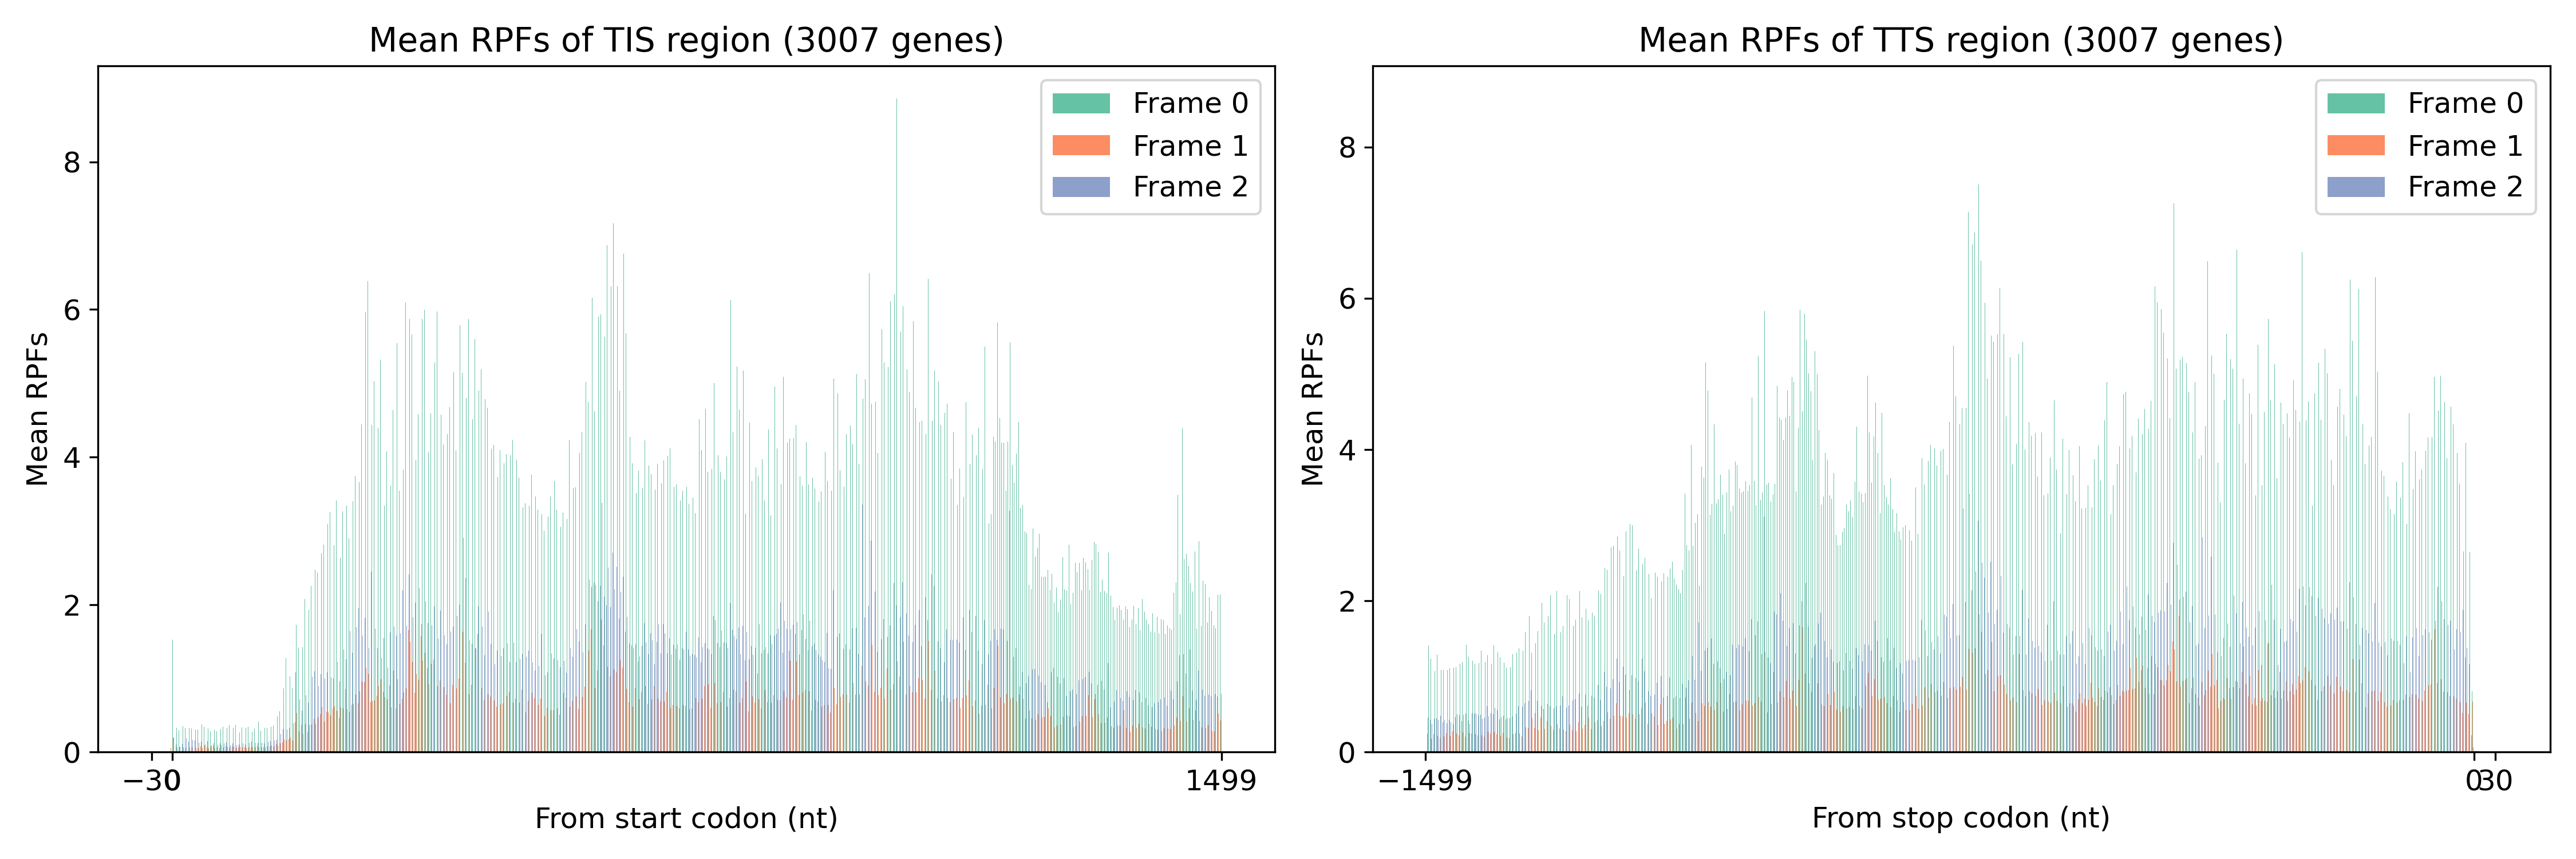 Mean RPFs of TIS region (3007 genes)
Frame 0
Frame 1
Frame 2
8
6
4
2
0
Mean RPFs
−30
0
1499
From start codon (nt)
Mean RPFs of TTS region (3007 genes)
Frame 0
Frame 1
Frame 2
8
6
4
2
0
Mean RPFs
−1499
0
30
From stop codon (nt)